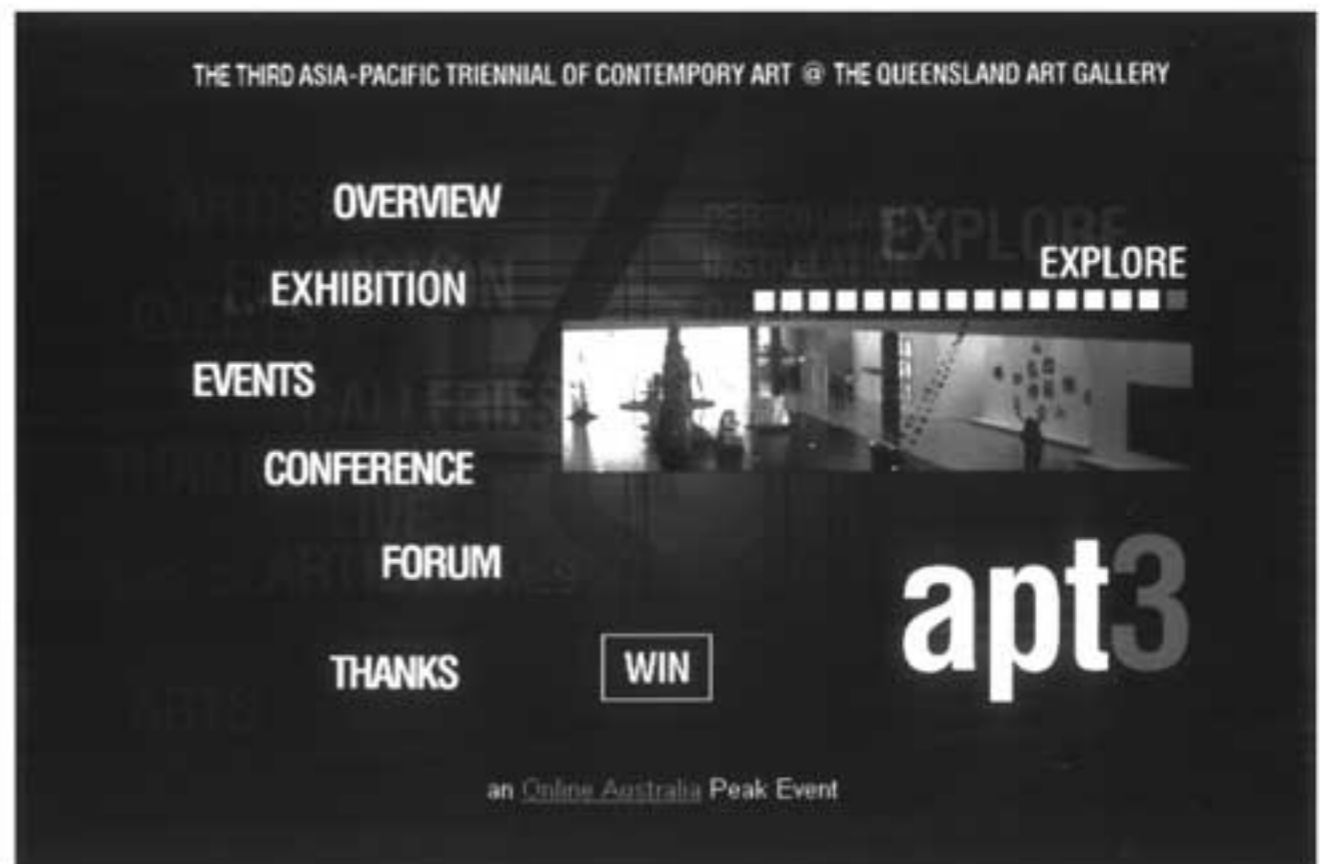 THE THIRD ASIA-PACIFIC TRIENNIAL OF CONTEMPORY ART @ THE QUEENSLAND ART GALLERY
OVERVIEW
EXHIBITION
EVENTS
CONFERENCE
FORUM
THANKS
WIN
EXPLORE
EXPLORE
apt3
an Online Australia Peak Event